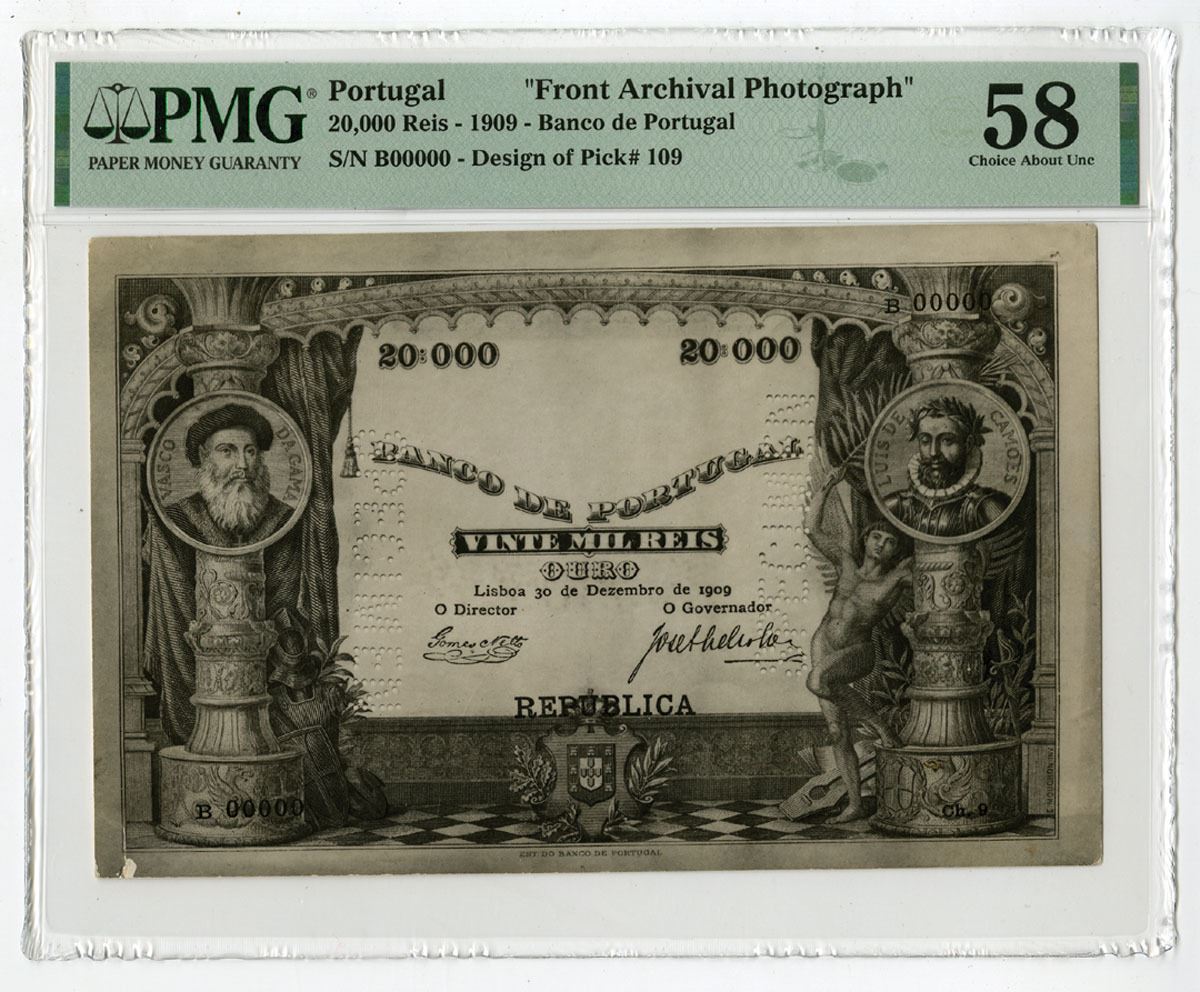 PMG®
PAPER MONEY GUARANTY
Portugal "Front Archival Photograph"
20,000 Reis - 1909 - Banco de Portugal
S/N B00000 - Design of Pick# 109
58
Choice About Unc
B 00000
20:000 20:000
VASCO DA GAMA
LUIS DE CAMOES
BANCO DE PORTUGAL
VINTE MIL REIS
OURO
Lisboa 30 de Dezembro de 1909
O Director O Governador
REPUBLICA
B 00000
Ch. 9
EST. DO BANCO DE PORTUGAL